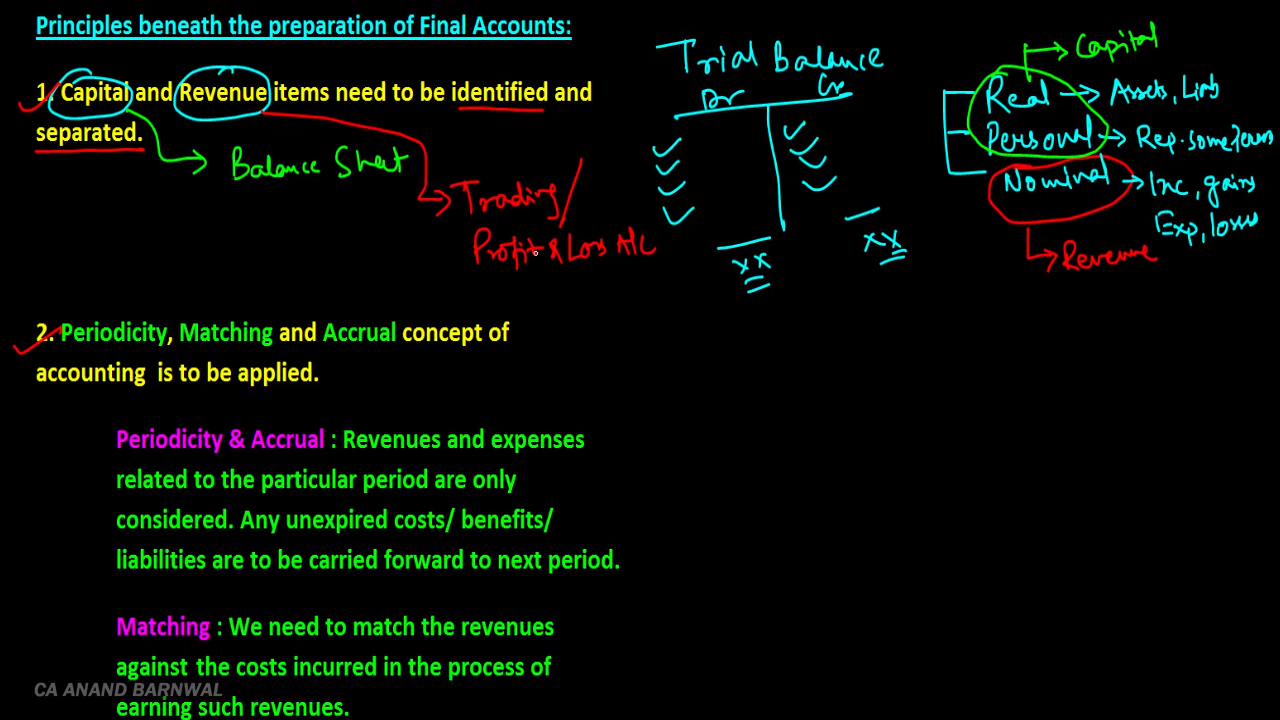 Principles beneath the preparation of Final Accounts:
1. Capital and Revenue items need to be identified and
separated.
Balance Sheet
Trading/
Profit & Loss A/C
Trial Balance
Dr Cr
xx xx
Capital
Real → Assets, Liab
Personal → Rep. someone
Nominal → Inc, gains
Exp, losses
Revenue
2. Periodicity, Matching and Accrual concept of
accounting is to be applied.
Periodicity & Accrual : Revenues and expenses
related to the particular period are only
considered. Any unexpired costs/ benefits/
liabilities are to be carried forward to next period.
Matching : We need to match the revenues
against the costs incurred in the process of
earning such revenues.
CA ANAND BARNWAL